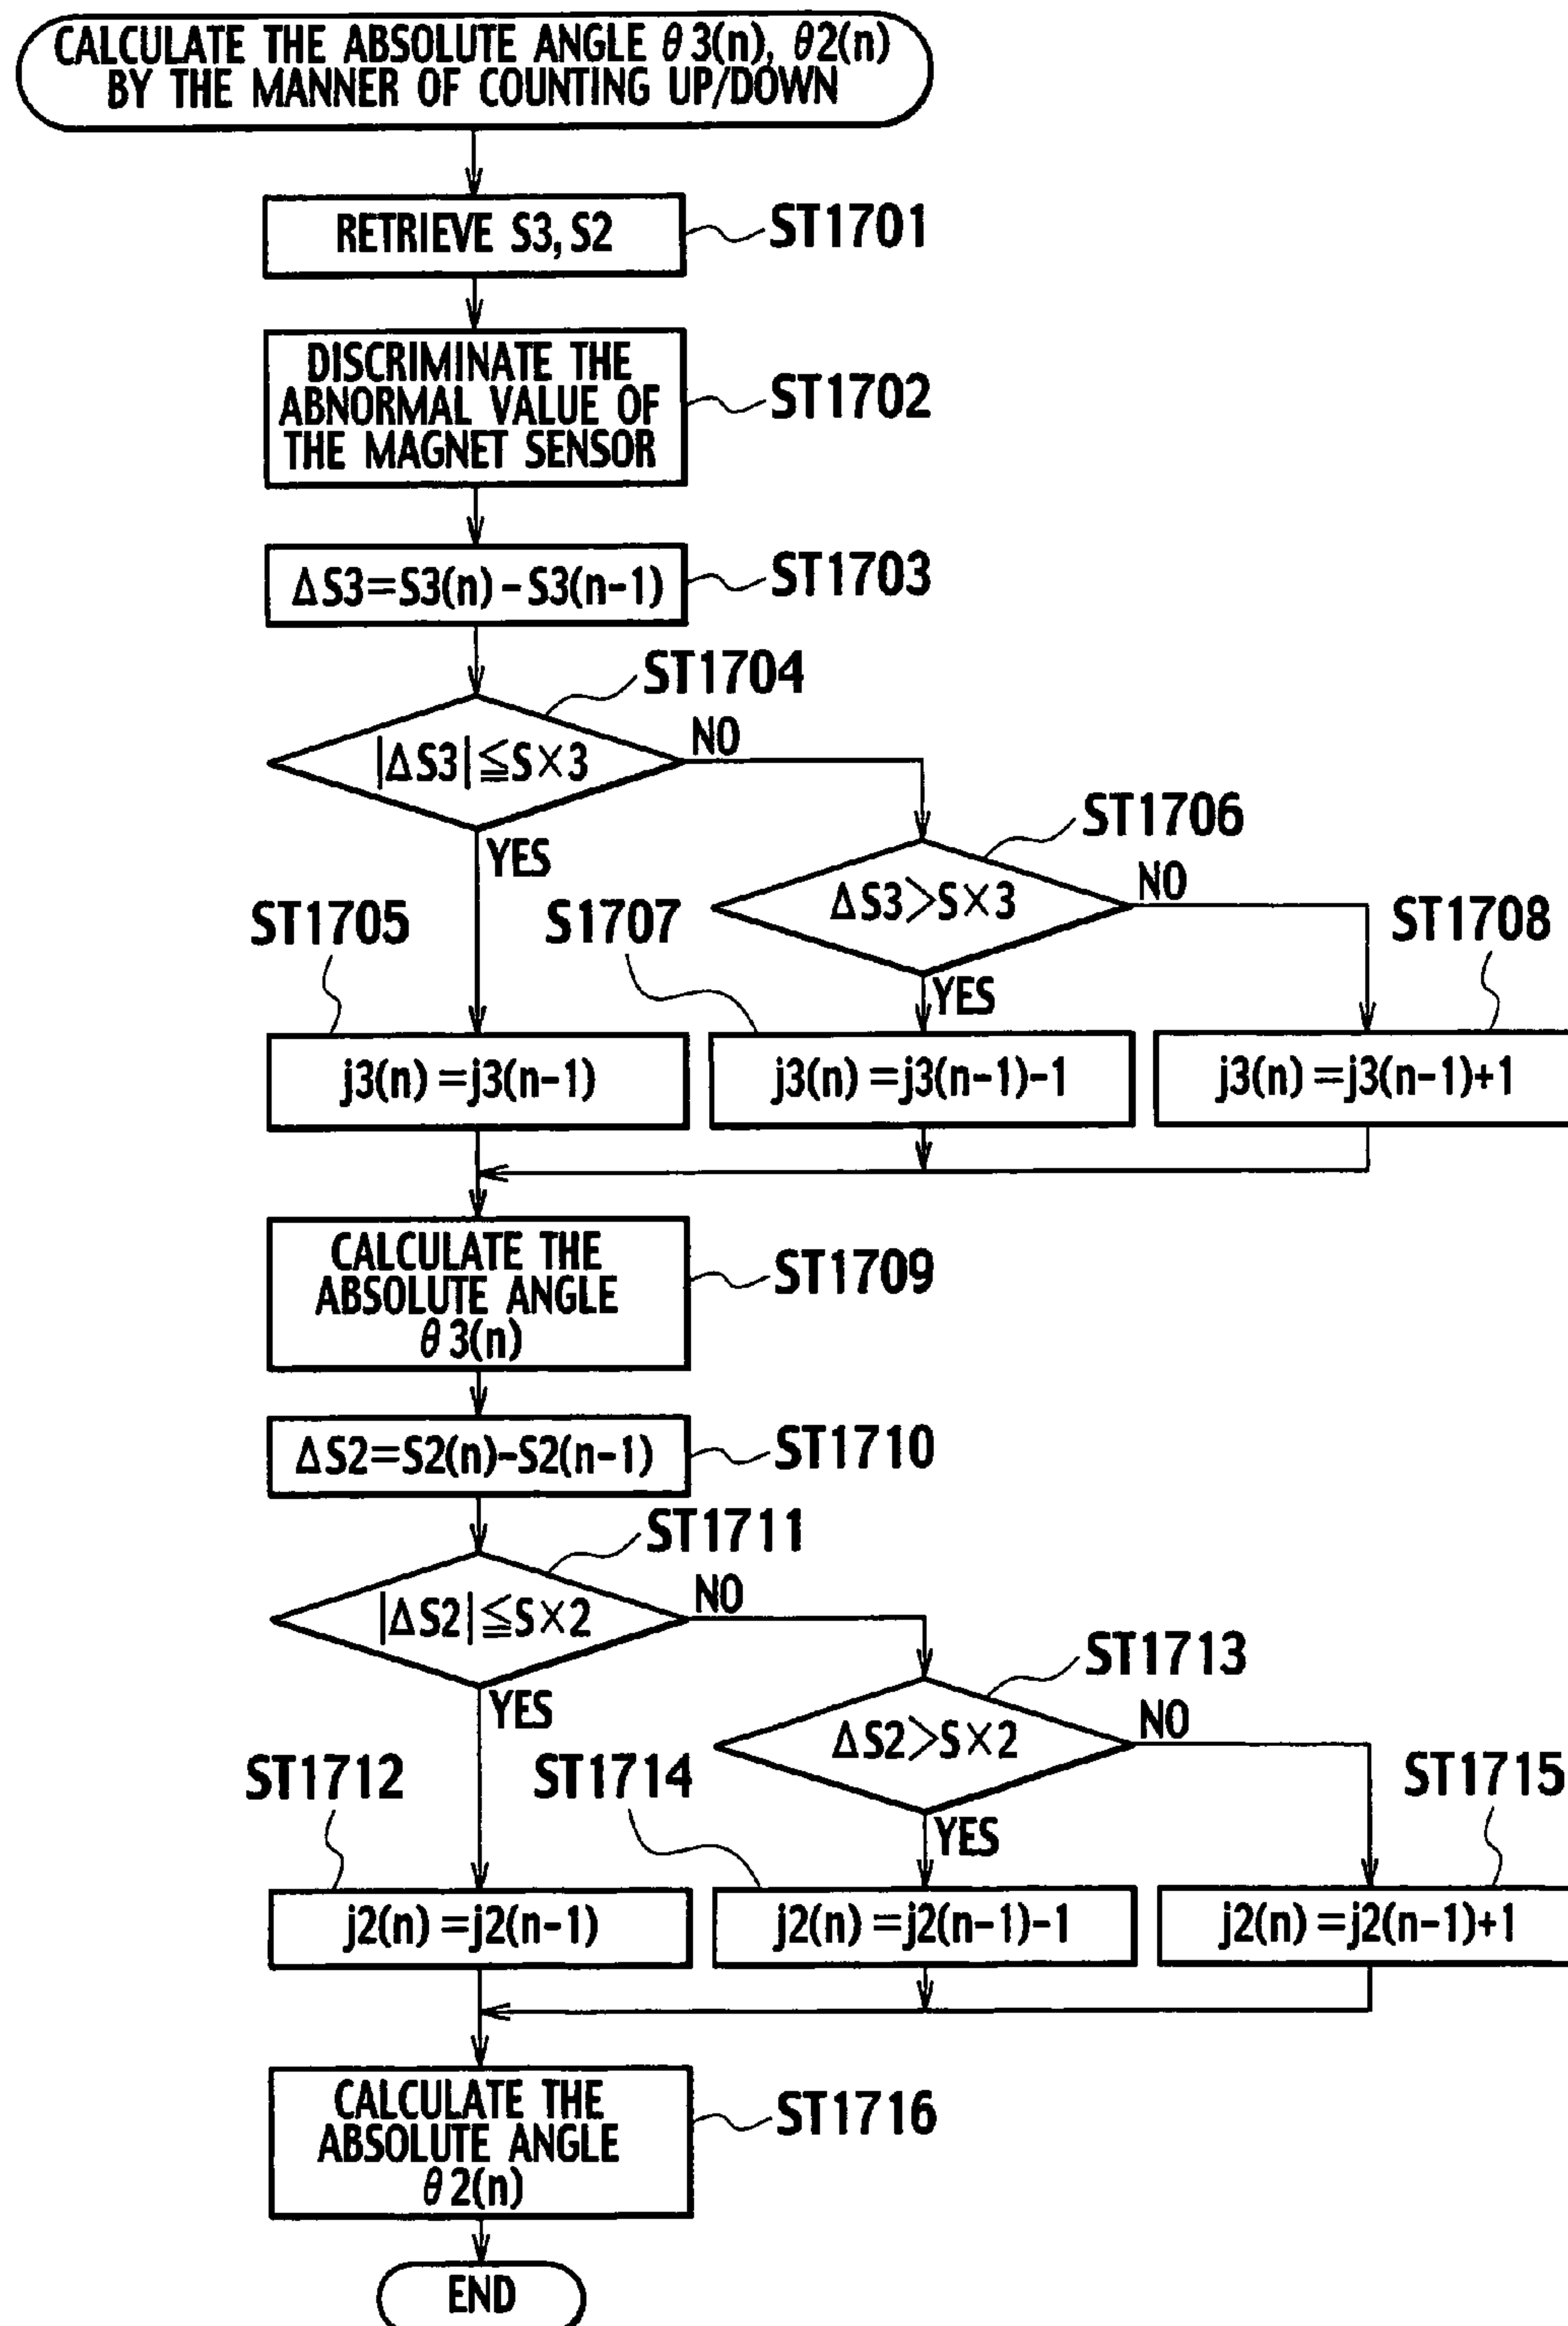 CALCULATE THE ABSOLUTE ANGLE θ3(n), θ2(n)
BY THE MANNER OF COUNTING UP/DOWN
RETRIEVE S3, S2
ST1701
DISCRIMINATE THE
ABNORMAL VALUE OF
THE MAGNET SENSOR
ST1702
ΔS3=S3(n)-S3(n-1)
ST1703
ST1704
|ΔS3|≦S×3
NO
YES
ST1706
ΔS3>S×3
NO
YES
ST1705
S1707
ST1708
j3(n)=j3(n-1)
j3(n)=j3(n-1)-1
j3(n)=j3(n-1)+1
CALCULATE THE
ABSOLUTE ANGLE
θ3(n)
ST1709
ΔS2=S2(n)-S2(n-1)
ST1710
ST1711
|ΔS2|≦S×2
NO
YES
ST1713
ΔS2>S×2
NO
YES
ST1712
ST1714
ST1715
j2(n)=j2(n-1)
j2(n)=j2(n-1)-1
j2(n)=j2(n-1)+1
CALCULATE THE
ABSOLUTE ANGLE
θ2(n)
ST1716
END